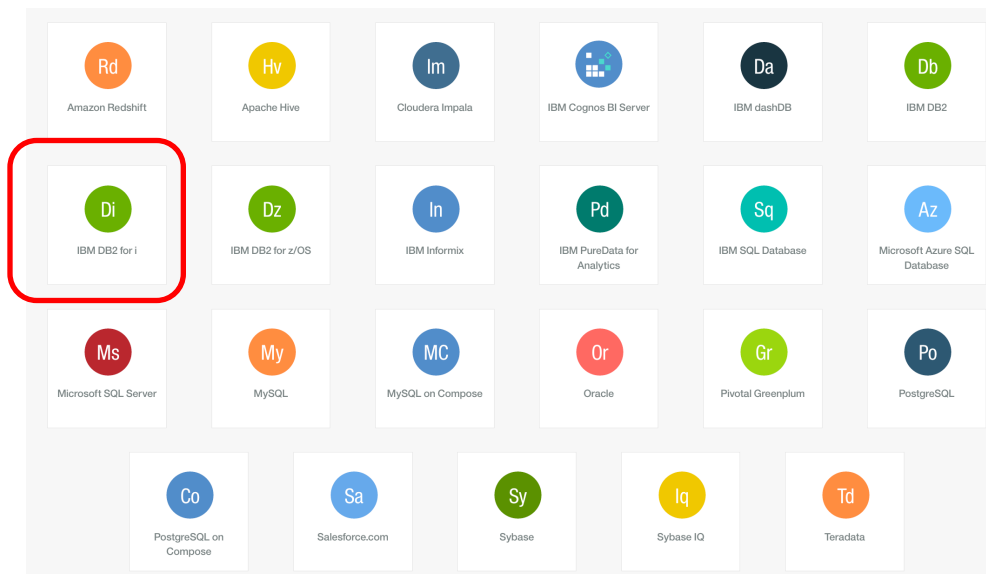 Rd
Hv
Im
Da
Db
Amazon Redshift
Apache Hive
Cloudera Impala
IBM Cognos BI Server
IBM dashDB
IBM DB2
Di
Dz
In
Pd
Sq
Az
IBM DB2 for i
IBM DB2 for z/OS
IBM Informix
IBM PureData for
Analytics
IBM SQL Database
Microsoft Azure SQL
Database
Ms
My
MC
Or
Gr
Po
Microsoft SQL Server
MySQL
MySQL on Compose
Oracle
Pivotal Greenplum
PostgreSQL
Co
Sa
Sy
Iq
Td
PostgreSQL on
Compose
Salesforce.com
Sybase
Sybase IQ
Teradata